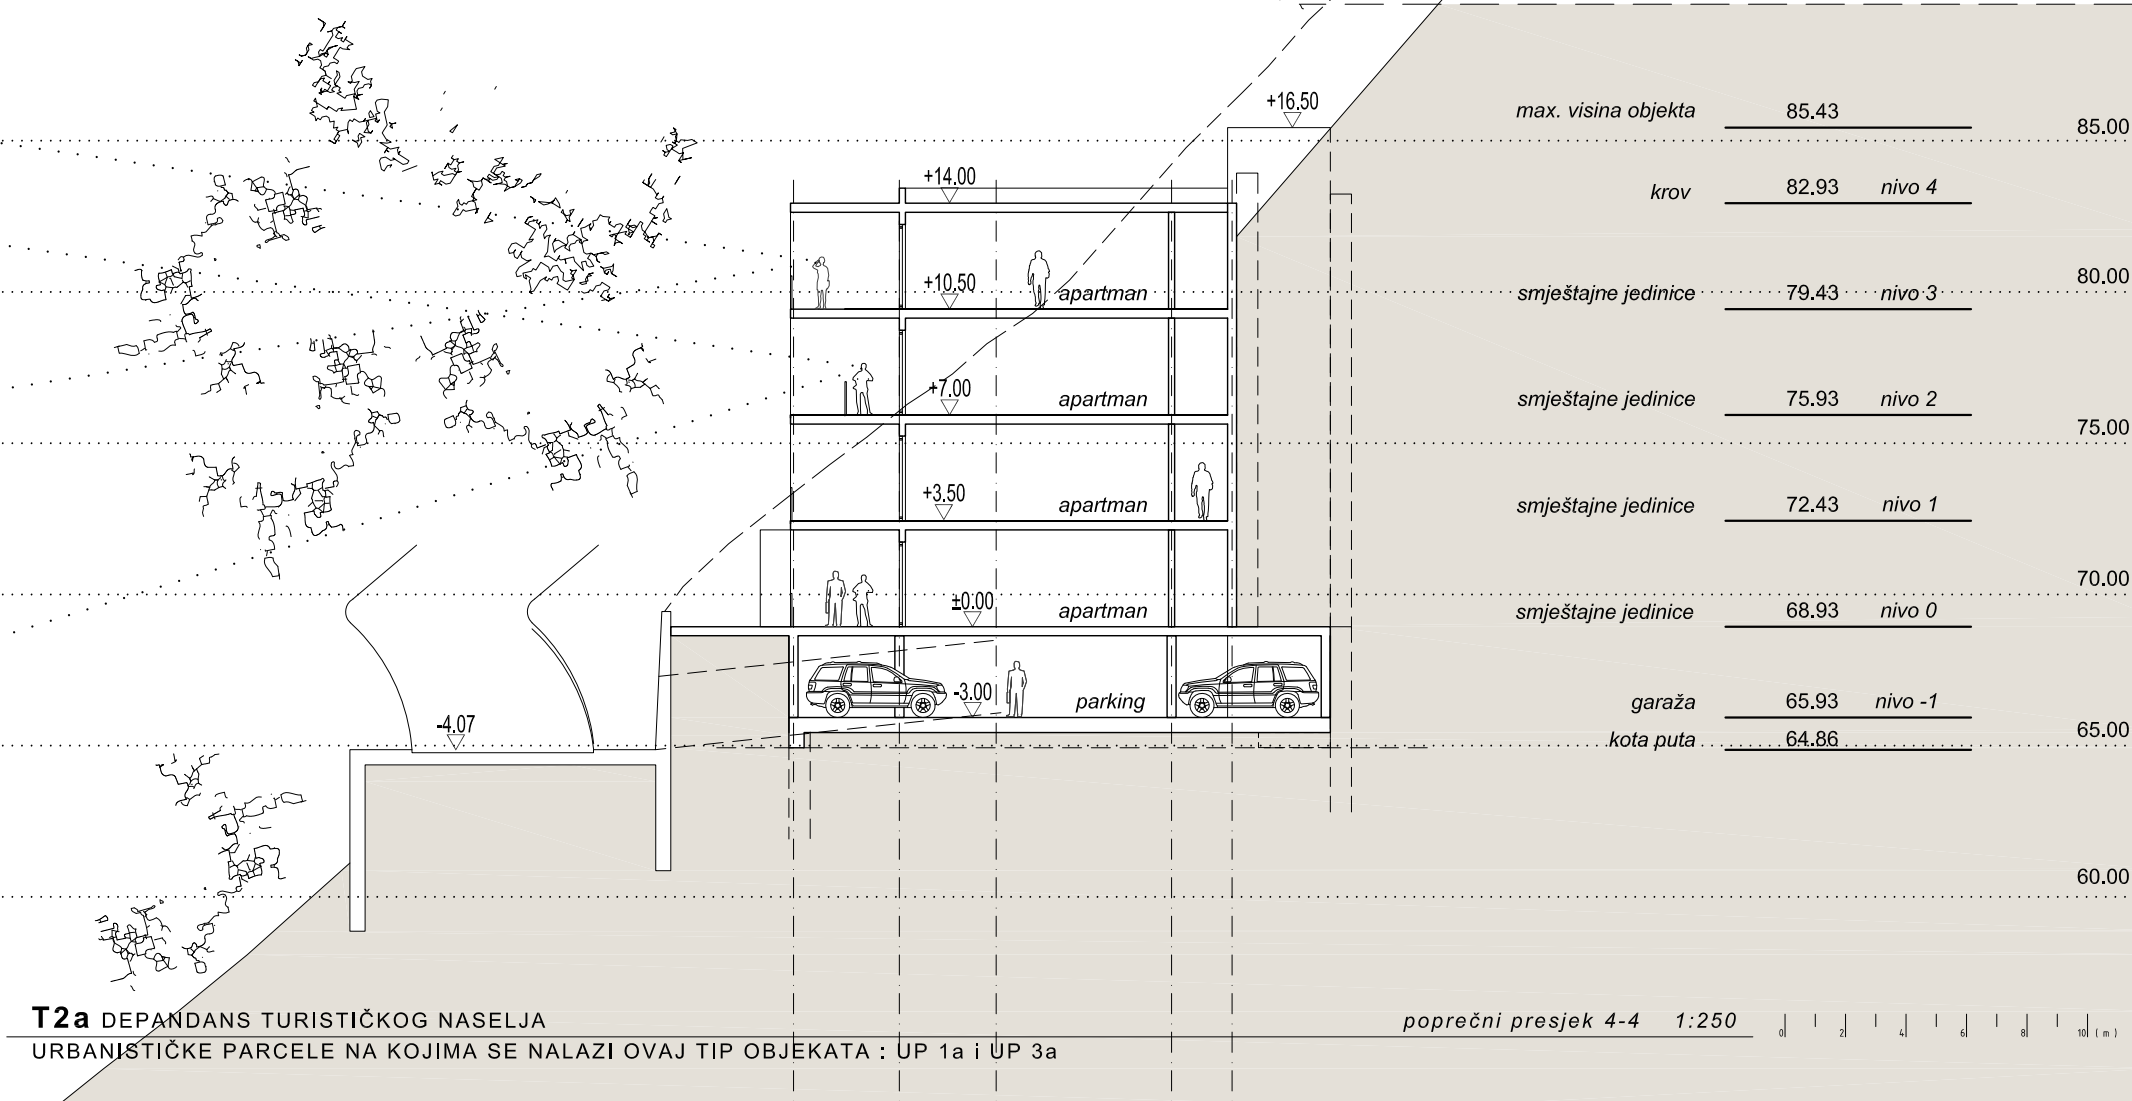 +16.50
max. visina objekta 85.43
85.00
+14.00
krov 82.93 nivo 4
80.00
+10.50 apartman
smještajne jedinice 79.43 nivo 3
+7.00 apartman
smještajne jedinice 75.93 nivo 2
75.00
+3.50 apartman
smještajne jedinice 72.43 nivo 1
70.00
±0.00 apartman
smještajne jedinice 68.93 nivo 0
-3.00 parking
garaža 65.93 nivo -1
-4.07
kota puta 64.86
65.00
60.00
T2a DEPANDANS TURISTIČKOG NASELJA
poprečni presjek 4-4 1:250
0 2 4 6 8 10 ( m )
URBANISTIČKE PARCELE NA KOJIMA SE NALAZI OVAJ TIP OBJEKATA : UP 1a i UP 3a